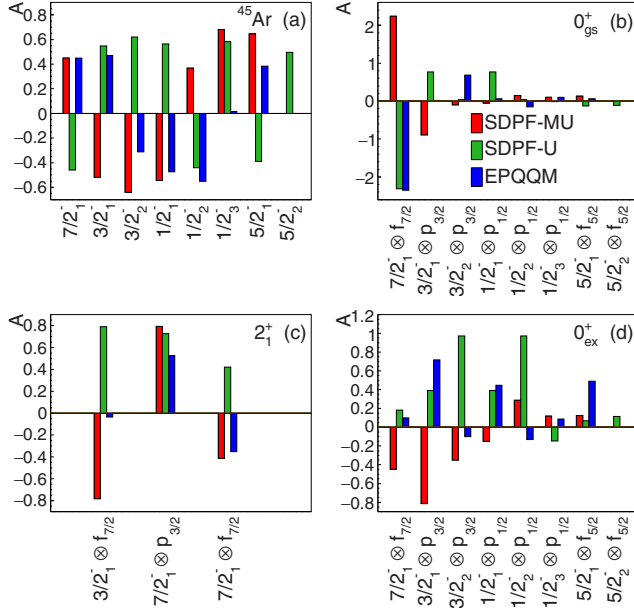 A ⁴⁵Ar (a)
0.8
0.6
0.4
0.2
0
−0.2
−0.4
−0.6
7/2⁻₁
3/2⁻₁
3/2⁻₂
1/2⁻₁
1/2⁻₂
1/2⁻₃
5/2⁻₁
5/2⁻₂
A 0⁺gs (b)
2
1
0
−1
−2
SDPF-MU
SDPF-U
EPQQM
7/2⁻₁ ⊗ f₇/₂
3/2⁻₁ ⊗ p₃/₂
3/2⁻₂ ⊗ p₃/₂
1/2⁻₁ ⊗ p₁/₂
1/2⁻₂ ⊗ p₁/₂
1/2⁻₃ ⊗ p₁/₂
5/2⁻₁ ⊗ f₅/₂
5/2⁻₂ ⊗ f₅/₂
A 2⁺₁ (c)
0.8
0.6
0.4
0.2
0
−0.2
−0.4
−0.6
−0.8
3/2⁻₁ ⊗ f₇/₂
7/2⁻₁ ⊗ p₃/₂
7/2⁻₁ ⊗ f₇/₂
A 0⁺ex (d)
1.2
1
0.8
0.6
0.4
0.2
0
−0.2
−0.4
−0.6
−0.8
7/2⁻₁ ⊗ f₇/₂
3/2⁻₁ ⊗ p₃/₂
3/2⁻₂ ⊗ p₃/₂
1/2⁻₁ ⊗ p₁/₂
1/2⁻₂ ⊗ p₁/₂
1/2⁻₃ ⊗ p₁/₂
5/2⁻₁ ⊗ f₅/₂
5/2⁻₂ ⊗ f₅/₂